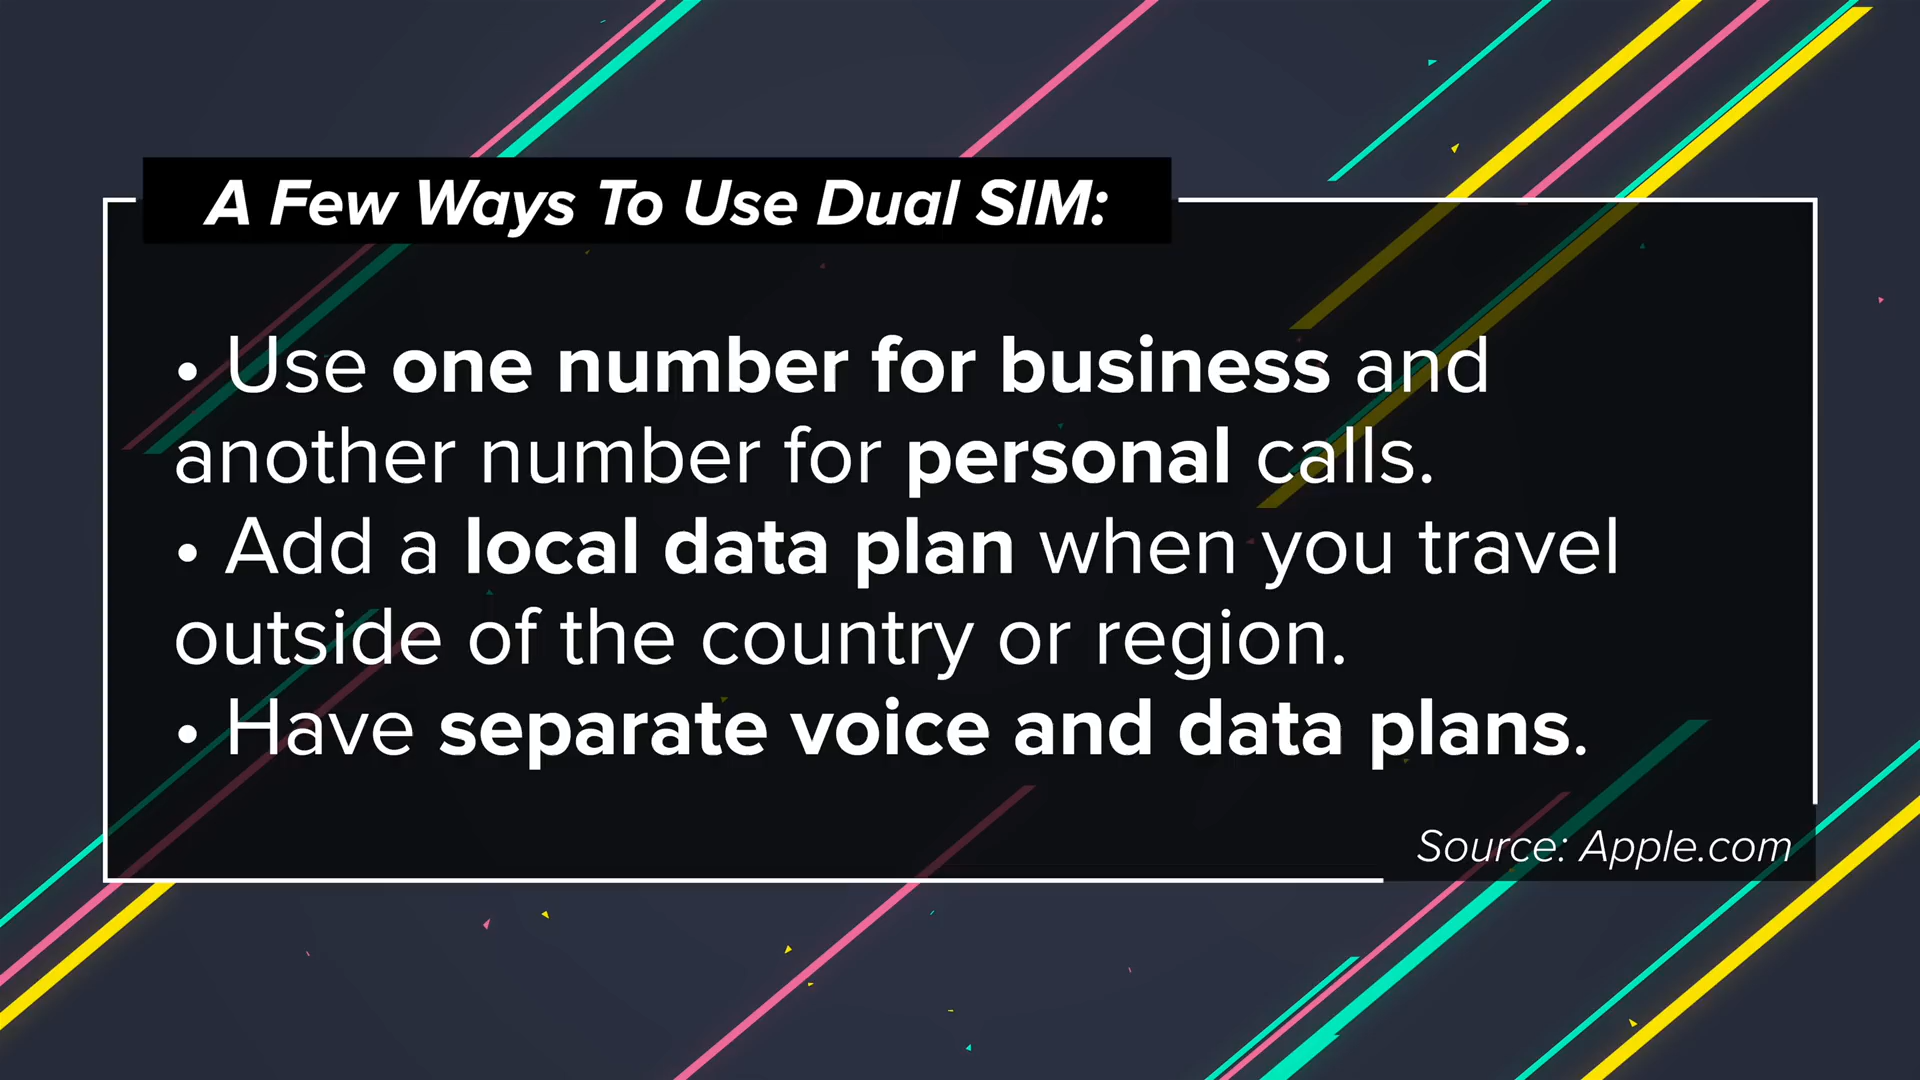 A Few Ways To Use Dual SIM:
• Use one number for business and
another number for personal calls.
• Add a local data plan when you travel
outside of the country or region.
• Have separate voice and data plans.
Source: Apple.com